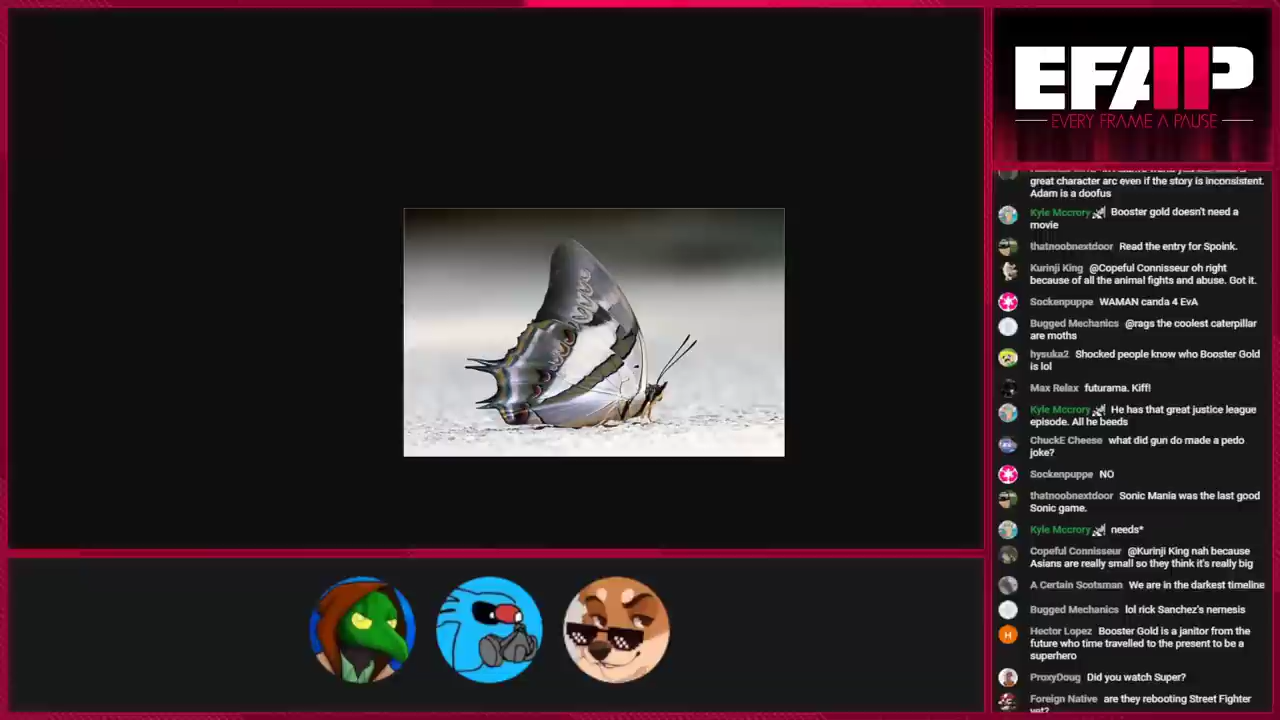 EFAP
EVERY FRAME A PAUSE
great character arc even if the story is inconsistent.
Adam is a doofus
Kyle Mccrory Booster gold doesn't need a
movie
thatnoobnextdoor Read the entry for Spoink.
Kurinji King @Copeful Connisseur oh right
because of all the animal fights and abuse. Got it.
Sockenpuppe WAMAN canda 4 EvA
Bugged Mechanics @rags the coolest caterpillar
are moths
hysuka2 Shocked people know who Booster Gold
is lol
Max Relax futurama. Kiff!
Kyle Mccrory He has that great justice league
episode. All he beeds
ChuckE Cheese what did gun do made a pedo
joke?
Sockenpuppe NO
thatnoobnextdoor Sonic Mania was the last good
Sonic game.
Kyle Mccrory needs*
Copeful Connisseur @Kurinji King nah because
Asians are really small so they think it's really big
A Certain Scotsman We are in the darkest timeline
Bugged Mechanics lol rick Sanchez's nemesis
H
Hector Lopez Booster Gold is a janitor from the
future who time travelled to the present to be a
superhero
ProxyDoug Did you watch Super?
Foreign Native are they rebooting Street Fighter
yet?